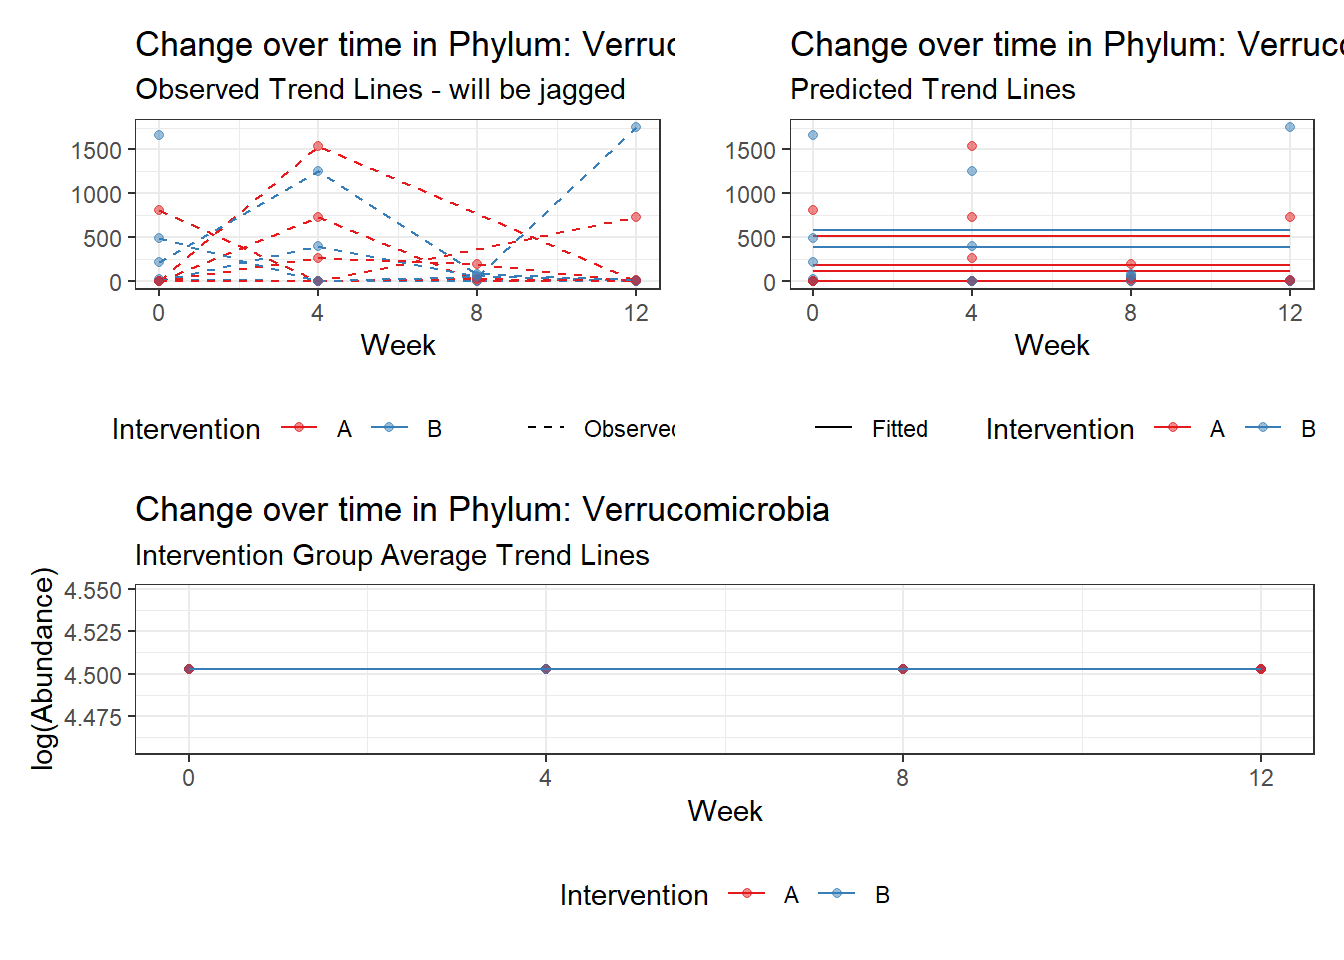 Change over time in Phylum: Verruc
Observed Trend Lines - will be jagged
1500
1000
500
0
0 4 8 12
Week
Intervention A B Observed
Change over time in Phylum: Verruco
Predicted Trend Lines
1500
1000
500
0
0 4 8 12
Week
Fitted Intervention A B
Change over time in Phylum: Verrucomicrobia
Intervention Group Average Trend Lines
log(Abundance)
4.550
4.525
4.500
4.475
0 4 8 12
Week
Intervention A B